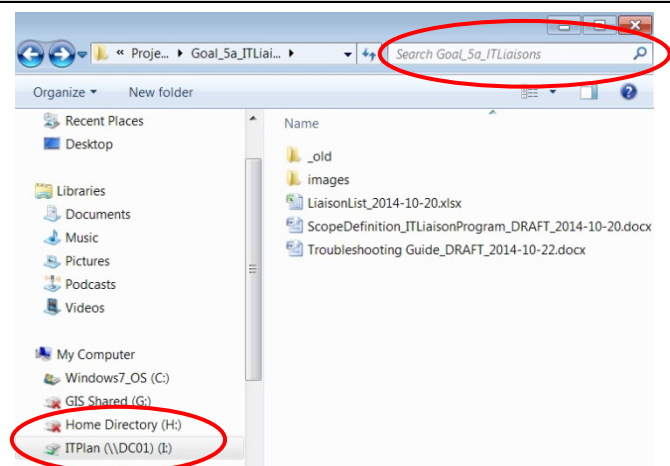 « Proje... Goal_5a_ITLiai...
Search Goal_5a_ITLiaisons
Organize New folder
Recent Places
Desktop
Libraries
Documents
Music
Pictures
Podcasts
Videos
My Computer
Windows7_OS (C:)
GIS Shared (G:)
Home Directory (H:)
ITPlan (\\DC01) (I:)
Name
_old
images
LiaisonList_2014-10-20.xlsx
ScopeDefinition_ITLiaisonProgram_DRAFT_2014-10-20.docx
Troubleshooting Guide_DRAFT_2014-10-22.docx